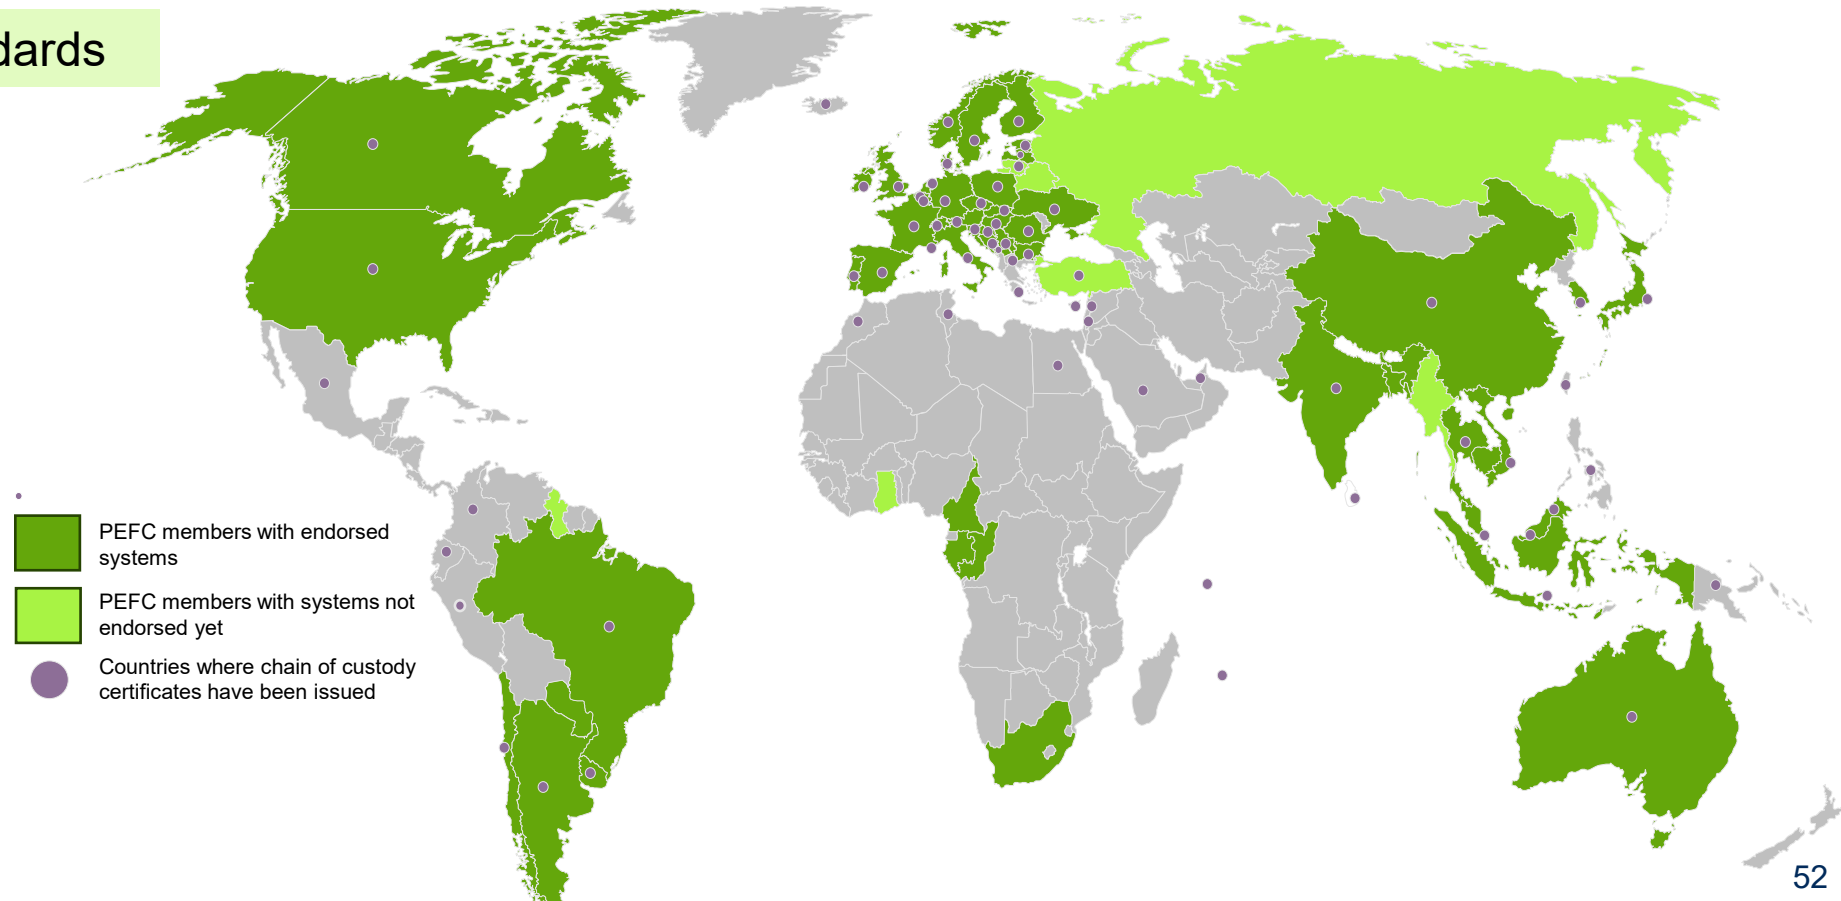 dards
PEFC members with endorsed
systems
PEFC members with systems not
endorsed yet
Countries where chain of custody
certificates have been issued
52